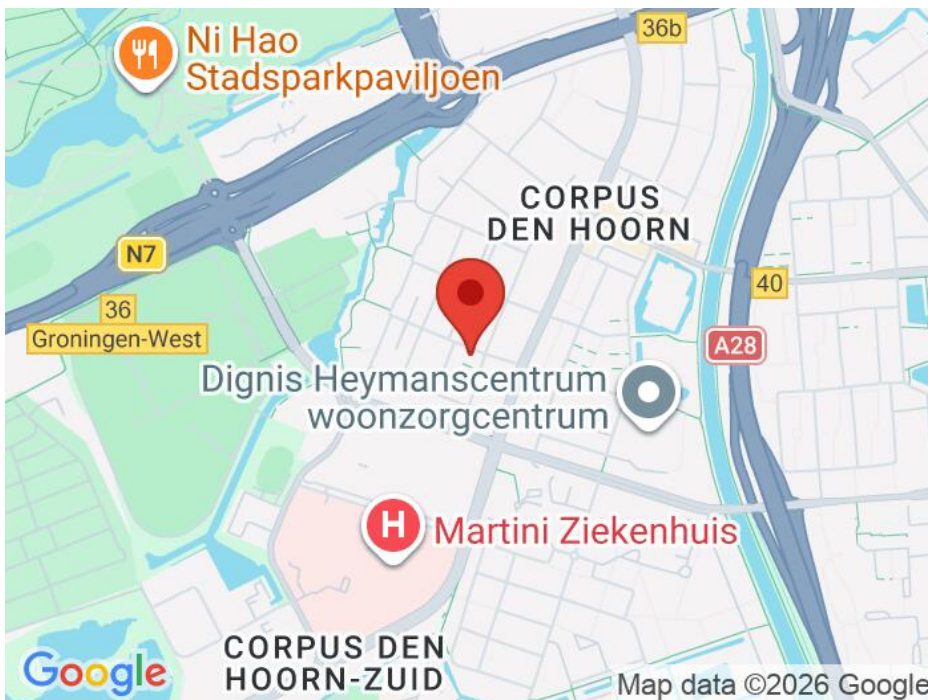 Ni Hao
Stadsparkpaviljoen
36b
CORPUS
DEN HOORN
N7
40
36
Groningen-West
A28
Dignis Heymanscentrum
woonzorgcentrum
H
Martini Ziekenhuis
CORPUS DEN
HOORN-ZUID
Google
Map data ©2026 Google